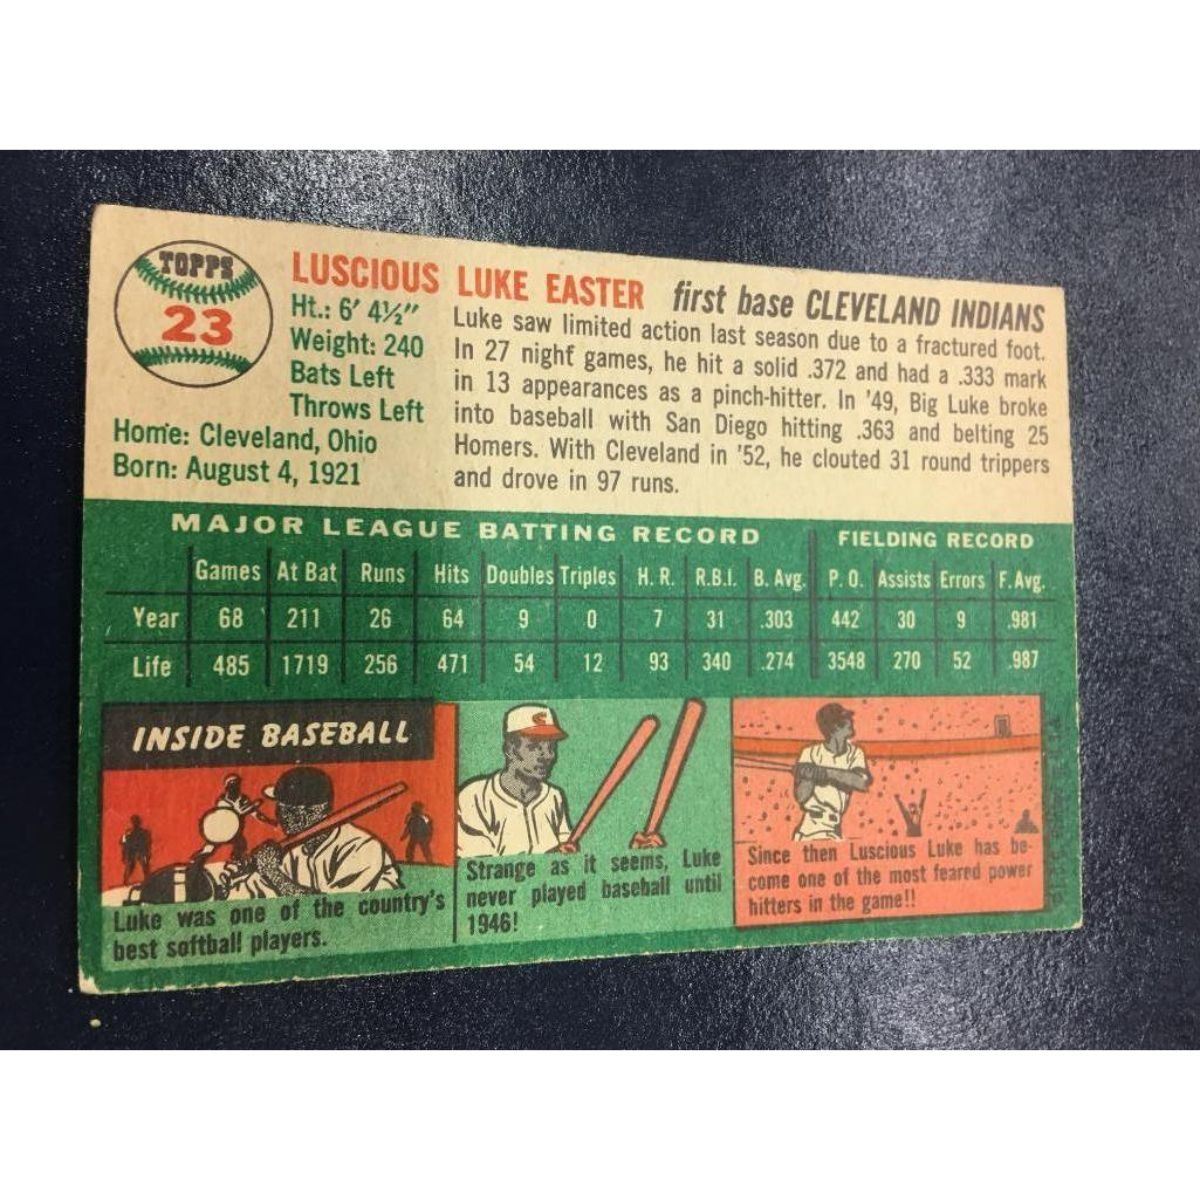 TOPPS
23
LUSCIOUS LUKE EASTER first base CLEVELAND INDIANS
Ht.: 6' 4½"
Weight: 240
Bats Left
Throws Left
Home: Cleveland, Ohio
Born: August 4, 1921
Luke saw limited action last season due to a fractured foot.
In 27 night games, he hit a solid .372 and had a .333 mark
in 13 appearances as a pinch-hitter. In '49, Big Luke broke
into baseball with San Diego hitting .363 and belting 25
Homers. With Cleveland in '52, he clouted 31 round trippers
and drove in 97 runs.
MAJOR LEAGUE BATTING RECORD FIELDING RECORD
Games At Bat Runs Hits Doubles Triples H. R. R.B.I. B. Avg. P. O. Assists Errors F. Avg.
Year 68 211 26 64 9 0 7 31 .303 442 30 9 .981
Life 485 1719 256 471 54 12 93 340 .274 3548 270 52 .987
INSIDE BASEBALL
Luke was one of the country's
best softball players.
Strange as it seems, Luke
never played baseball until
1946!
Since then Luscious Luke has be-
come one of the most feared power
hitters in the game!!